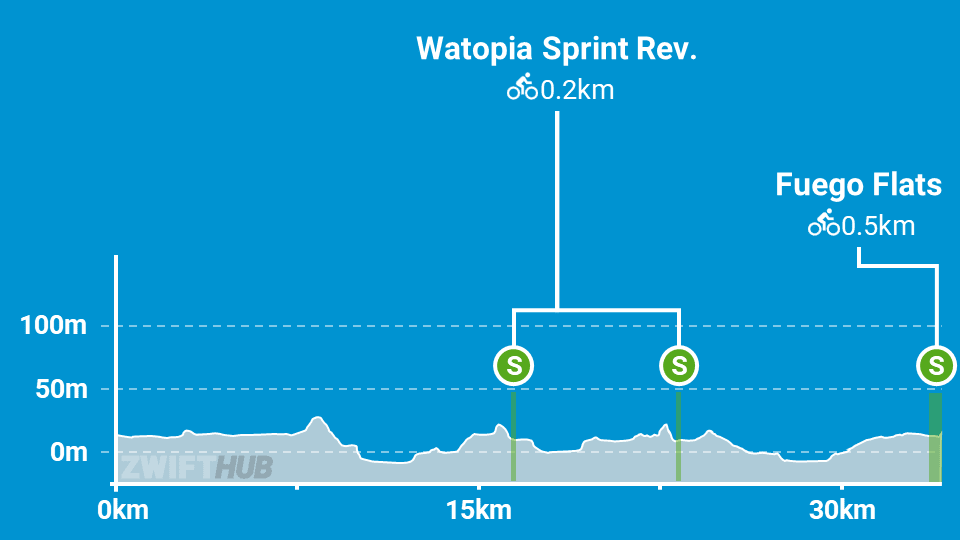 Watopia Sprint Rev.
0.2km
Fuego Flats
0.5km
100m
S S S
50m
0m
ZWIFTHUB
0km 15km 30km